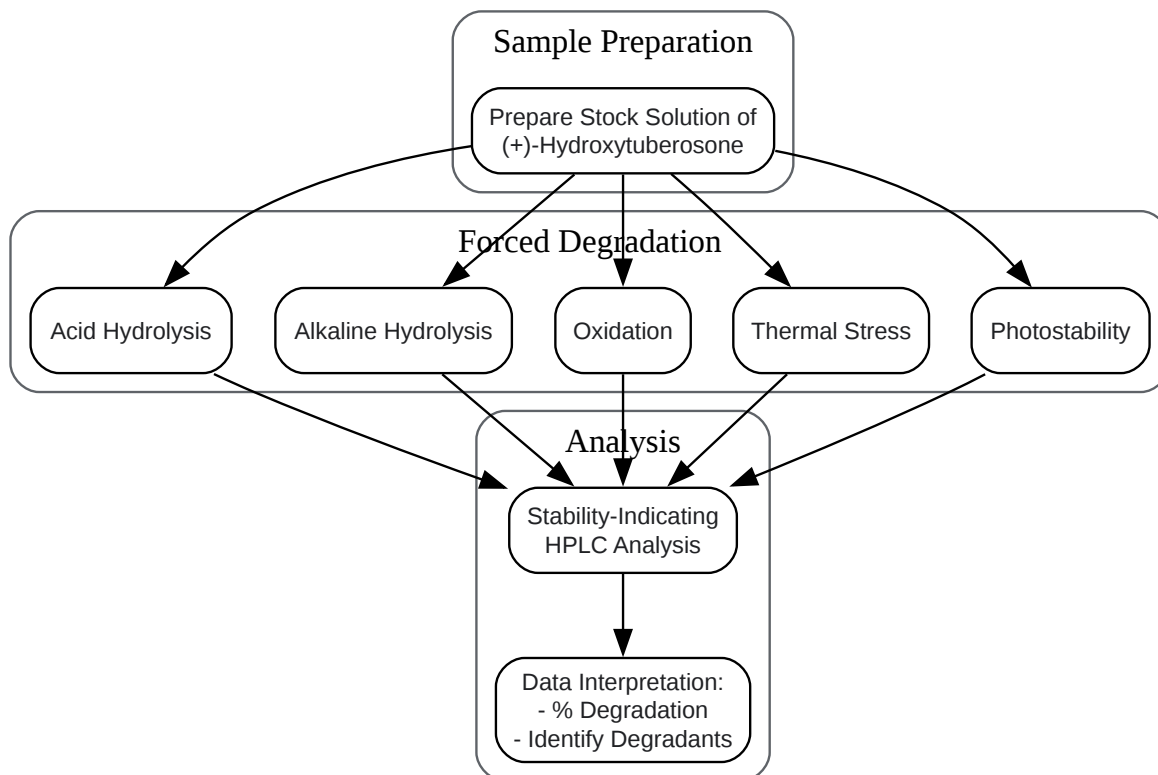 Sample Preparation
Prepare Stock Solution of
(+)-Hydroxytuberosone
Forced Degradation
Acid Hydrolysis
Alkaline Hydrolysis
Oxidation
Thermal Stress
Photostability
Analysis
Stability-Indicating
HPLC Analysis
Data Interpretation:
- % Degradation
- Identify Degradants